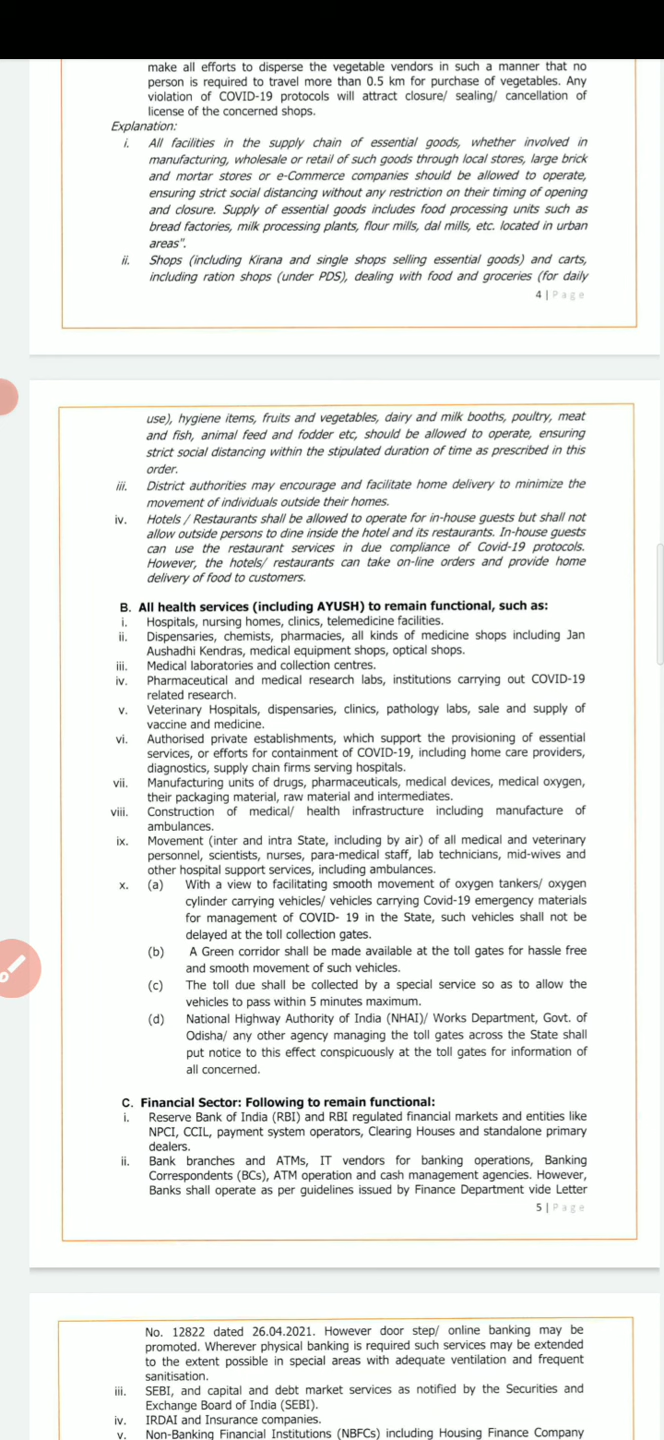 make all efforts to disperse the vegetable vendors in such a manner that no
person is required to travel more than 0.5 km for purchase of vegetables. Any
violation of COVID-19 protocols will attract closure/ sealing/ cancellation of
license of the concerned shops.
Explanation:
i. All facilities in the supply chain of essential goods, whether involved in
manufacturing, wholesale or retail of such goods through local stores, large brick
and mortar stores or e-Commerce companies should be allowed to operate,
ensuring strict social distancing without any restriction on their timing of opening
and closure. Supply of essential goods includes food processing units such as
bread factories, milk processing plants, flour mills, dal mills, etc. located in urban
areas".
ii. Shops (including Kirana and single shops selling essential goods) and carts,
including ration shops (under PDS), dealing with food and groceries (for daily
4 | Page
use), hygiene items, fruits and vegetables, dairy and milk booths, poultry, meat
and fish, animal feed and fodder etc, should be allowed to operate, ensuring
strict social distancing within the stipulated duration of time as prescribed in this
order.
iii. District authorities may encourage and facilitate home delivery to minimize the
movement of individuals outside their homes.
iv. Hotels / Restaurants shall be allowed to operate for in-house guests but shall not
allow outside persons to dine inside the hotel and its restaurants. In-house guests
can use the restaurant services in due compliance of Covid-19 protocols.
However, the hotels/ restaurants can take on-line orders and provide home
delivery of food to customers.
B. All health services (including AYUSH) to remain functional, such as:
i. Hospitals, nursing homes, clinics, telemedicine facilities.
ii. Dispensaries, chemists, pharmacies, all kinds of medicine shops including Jan
Aushadhi Kendras, medical equipment shops, optical shops.
iii. Medical laboratories and collection centres.
iv. Pharmaceutical and medical research labs, institutions carrying out COVID-19
related research.
v. Veterinary Hospitals, dispensaries, clinics, pathology labs, sale and supply of
vaccine and medicine.
vi. Authorised private establishments, which support the provisioning of essential
services, or efforts for containment of COVID-19, including home care providers,
diagnostics, supply chain firms serving hospitals.
vii. Manufacturing units of drugs, pharmaceuticals, medical devices, medical oxygen,
their packaging material, raw material and intermediates.
viii. Construction of medical/ health infrastructure including manufacture of
ambulances.
ix. Movement (inter and intra State, including by air) of all medical and veterinary
personnel, scientists, nurses, para-medical staff, lab technicians, mid-wives and
other hospital support services, including ambulances.
x. (a) With a view to facilitating smooth movement of oxygen tankers/ oxygen
cylinder carrying vehicles/ vehicles carrying Covid-19 emergency materials
for management of COVID- 19 in the State, such vehicles shall not be
delayed at the toll collection gates.
(b) A Green corridor shall be made available at the toll gates for hassle free
and smooth movement of such vehicles.
(c) The toll due shall be collected by a special service so as to allow the
vehicles to pass within 5 minutes maximum.
(d) National Highway Authority of India (NHAI)/ Works Department, Govt. of
Odisha/ any other agency managing the toll gates across the State shall
put notice to this effect conspicuously at the toll gates for information of
all concerned.
C. Financial Sector: Following to remain functional:
i. Reserve Bank of India (RBI) and RBI regulated financial markets and entities like
NPCI, CCIL, payment system operators, Clearing Houses and standalone primary
dealers.
ii. Bank branches and ATMs, IT vendors for banking operations, Banking
Correspondents (BCs), ATM operation and cash management agencies. However,
Banks shall operate as per guidelines issued by Finance Department vide Letter
5 | Page
No. 12822 dated 26.04.2021. However door step/ online banking may be
promoted. Wherever physical banking is required such services may be extended
to the extent possible in special areas with adequate ventilation and frequent
sanitisation.
iii. SEBI, and capital and debt market services as notified by the Securities and
Exchange Board of India (SEBI).
iv. IRDAI and Insurance companies.
v. Non-Banking Financial Institutions (NBFCs) including Housing Finance Company